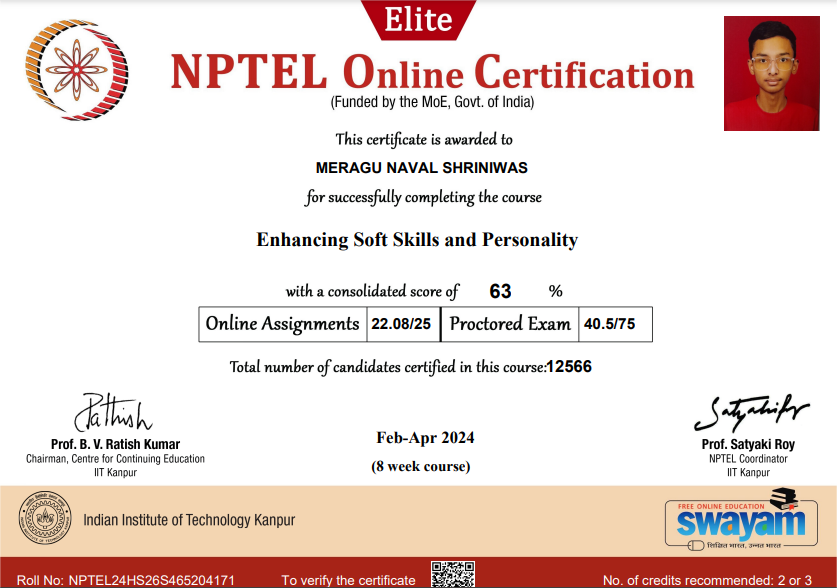 Elite
NPTEL Online Certification
(Funded by the MoE, Govt. of India)
This certificate is awarded to
MERAGU NAVAL SHRINIWAS
for successfully completing the course
Enhancing Soft Skills and Personality
with a consolidated score of 63 %
Online Assignments 22.08/25 Proctored Exam 40.5/75
Total number of candidates certified in this course:12566
Prof. B. V. Ratish Kumar
Chairman, Centre for Continuing Education
IIT Kanpur
Feb-Apr 2024
(8 week course)
Prof. Satyaki Roy
NPTEL Coordinator
IIT Kanpur
Indian Institute of Technology Kanpur
FREE ONLINE EDUCATION
swayam
शिक्षित भारत, उन्नत भारत
Roll No: NPTEL24HS26S465204171
To verify the certificate
No. of credits recommended: 2 or 3